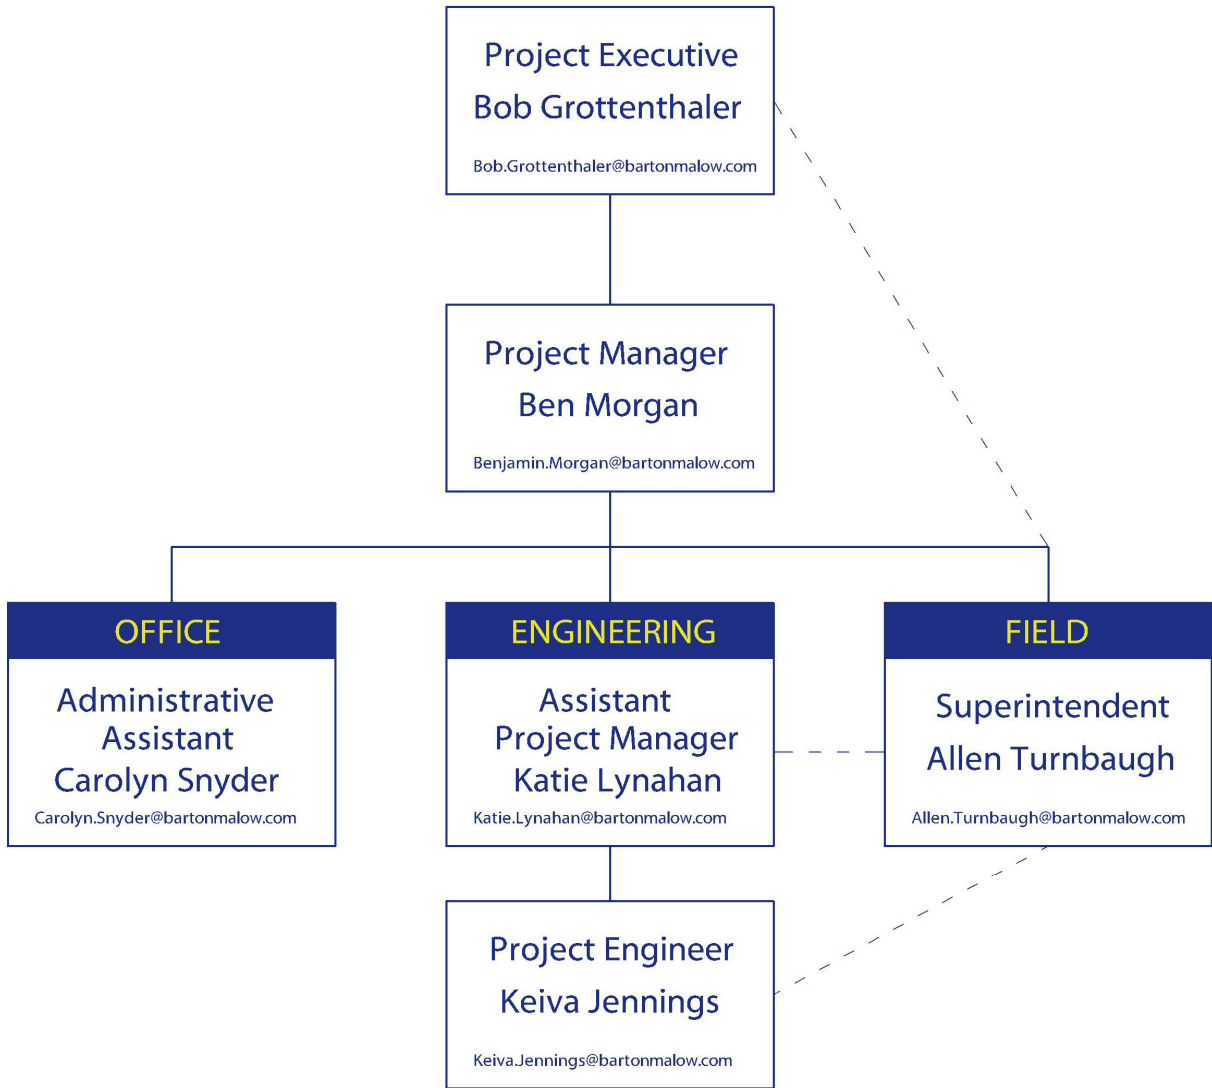 Project Executive
Bob Grottenthaler
Bob.Grottenthaler@bartonmalow.com
Project Manager
Ben Morgan
Benjamin.Morgan@bartonmalow.com
OFFICE
Administrative
Assistant
Carolyn Snyder
Carolyn.Snyder@bartonmalow.com
ENGINEERING
Assistant
Project Manager
Katie Lynahan
Katie.Lynahan@bartonmalow.com
FIELD
Superintendent
Allen Turnbaugh
Allen.Turnbaugh@bartonmalow.com
Project Engineer
Keiva Jennings
Keiva.Jennings@bartonmalow.com